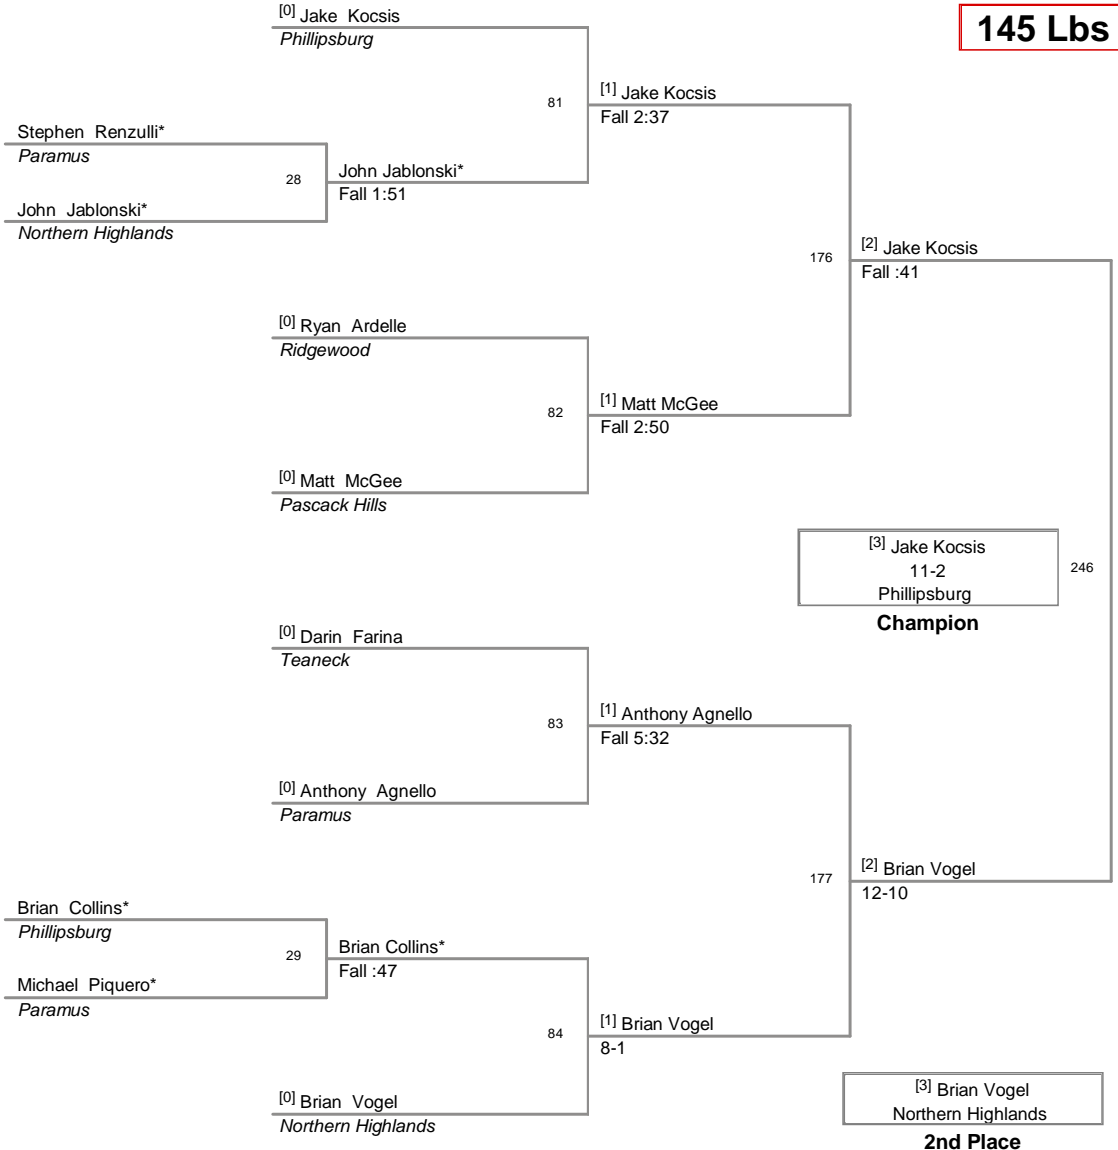 145 Lbs
[0] Jake Kocsis
Phillipsburg
81
[1] Jake Kocsis
Fall 2:37
Stephen Renzulli*
Paramus
28
John Jablonski*
Fall 1:51
John Jablonski*
Northern Highlands
176
[2] Jake Kocsis
Fall :41
[0] Ryan Ardelle
Ridgewood
82
[1] Matt McGee
Fall 2:50
[0] Matt McGee
Pascack Hills
[3] Jake Kocsis
11-2
Phillipsburg
246
Champion
[0] Darin Farina
Teaneck
83
[1] Anthony Agnello
Fall 5:32
[0] Anthony Agnello
Paramus
177
[2] Brian Vogel
12-10
Brian Collins*
Phillipsburg
29
Brian Collins*
Fall :47
Michael Piquero*
Paramus
84
[1] Brian Vogel
8-1
[0] Brian Vogel
Northern Highlands
[3] Brian Vogel
Northern Highlands
2nd Place